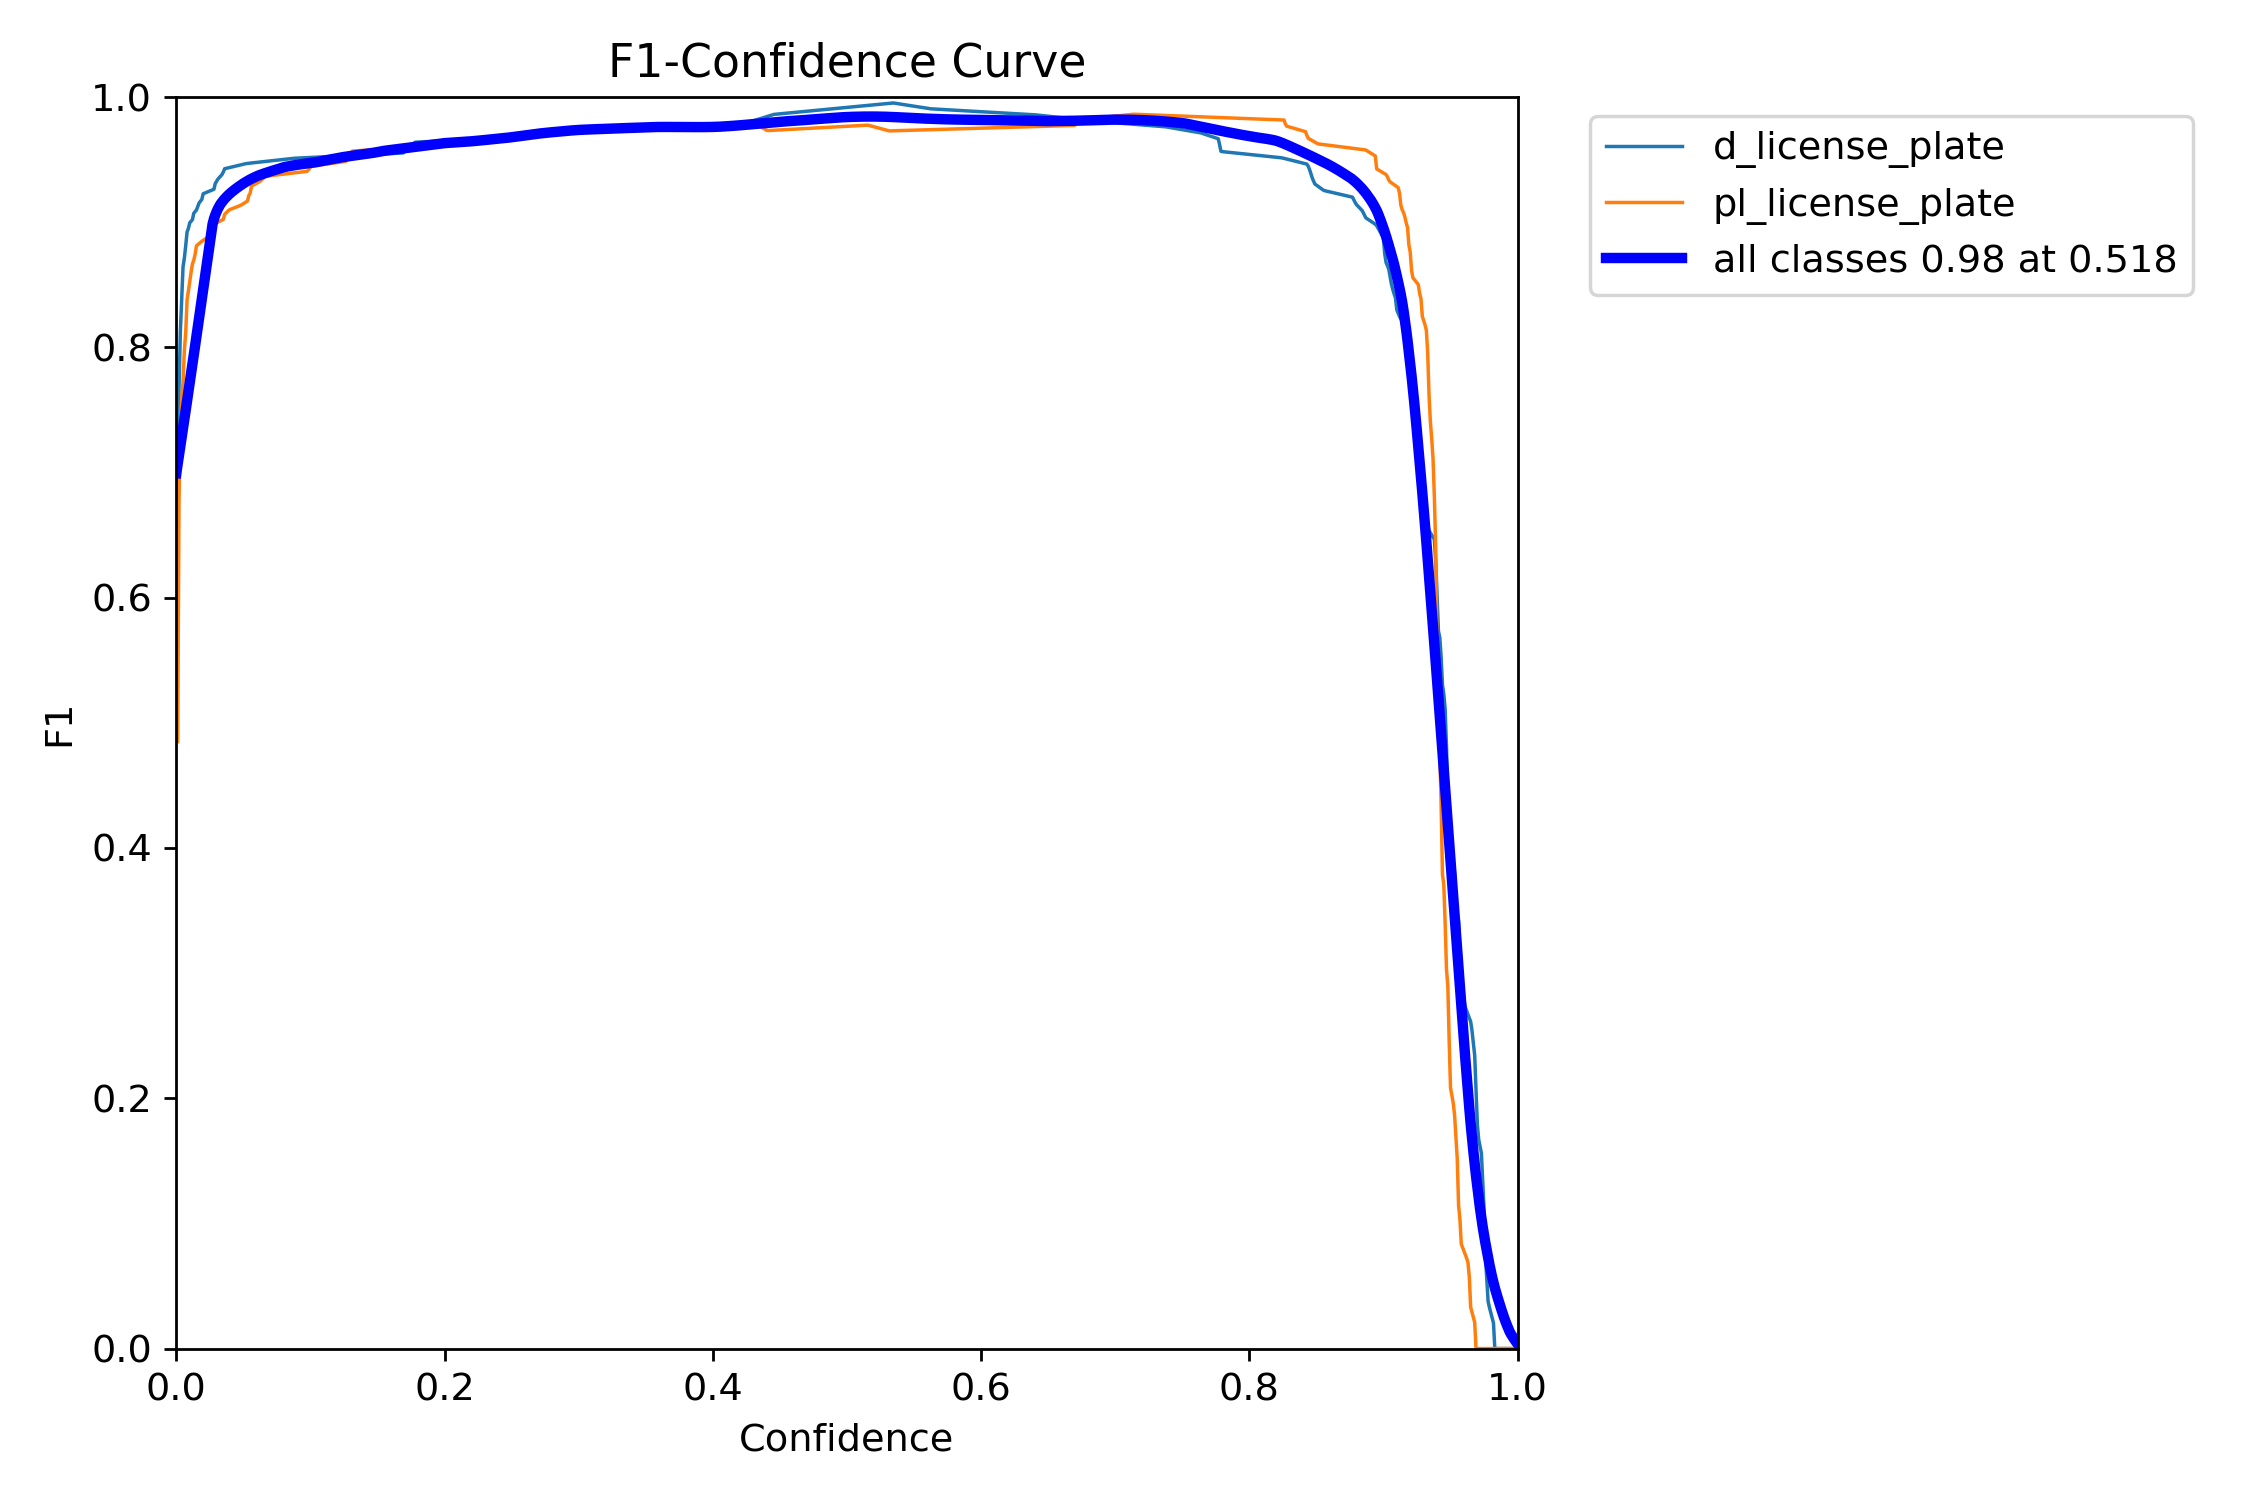 F1-Confidence Curve
1.0
0.8
0.6
0.4
0.2
0.0
F1
0.0 0.2 0.4 0.6 0.8 1.0
Confidence
d_license_plate
pl_license_plate
all classes 0.98 at 0.518